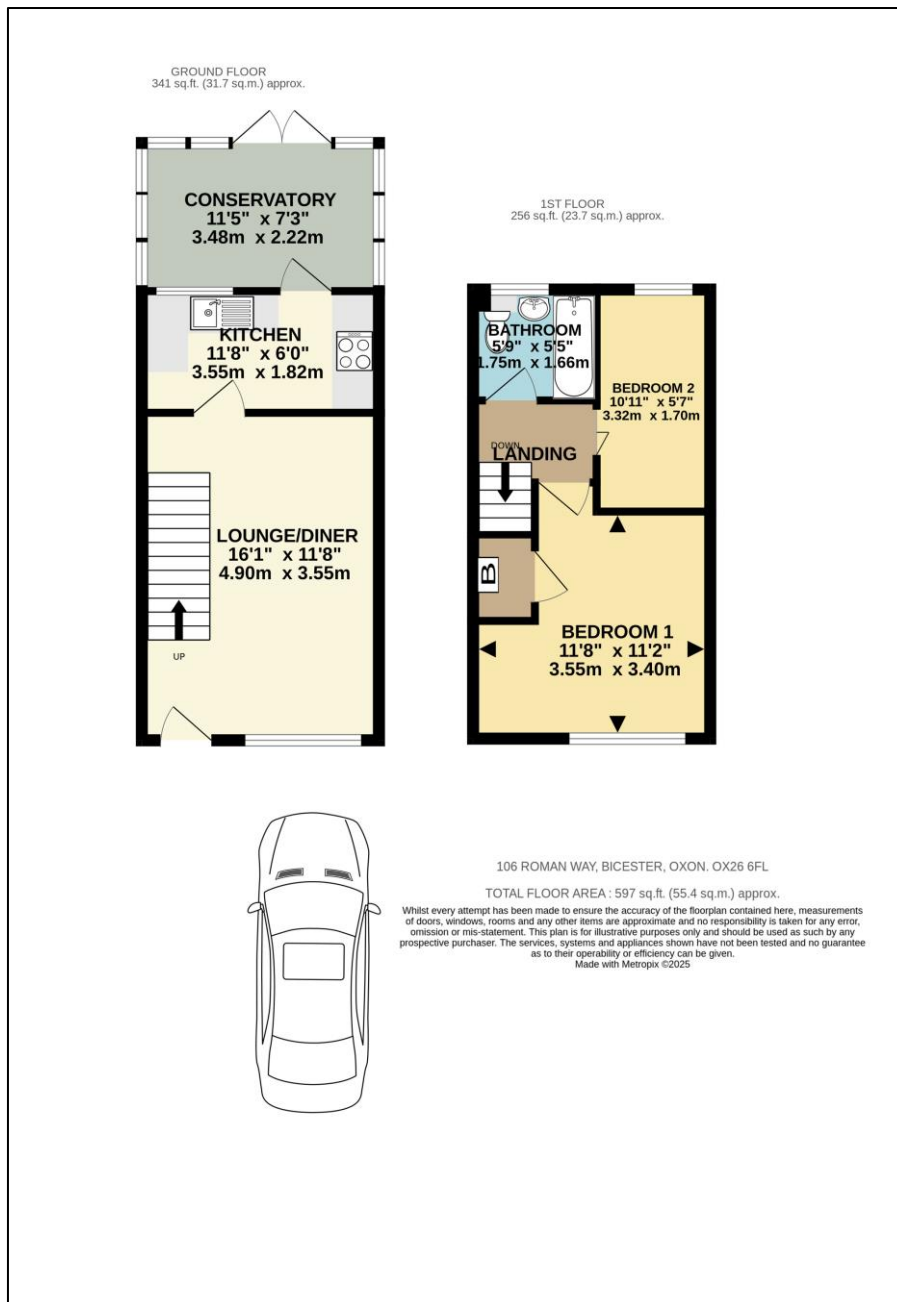 GROUND FLOOR
341 sq.ft. (31.7 sq.m.) approx.
CONSERVATORY
11'5" x 7'3"
3.48m x 2.22m
KITCHEN
11'8" x 6'0"
3.55m x 1.82m
LOUNGE/DINER
16'1" x 11'8"
4.90m x 3.55m
UP
1ST FLOOR
256 sq.ft. (23.7 sq.m.) approx.
BATHROOM
5'9" x 5'5"
1.75m x 1.66m
BEDROOM 2
10'11" x 5'7"
3.32m x 1.70m
DOWN
LANDING
B
BEDROOM 1
11'8" x 11'2"
3.55m x 3.40m
106 ROMAN WAY, BICESTER, OXON. OX26 6FL
TOTAL FLOOR AREA : 597 sq.ft. (55.4 sq.m.) approx.
Whilst every attempt has been made to ensure the accuracy of the floorplan contained here, measurements
of doors, windows, rooms and any other items are approximate and no responsibility is taken for any error,
omission or mis-statement. This plan is for illustrative purposes only and should be used as such by any
prospective purchaser. The services, systems and appliances shown have not been tested and no guarantee
as to their operability or efficiency can be given.
Made with Metropix ©2025